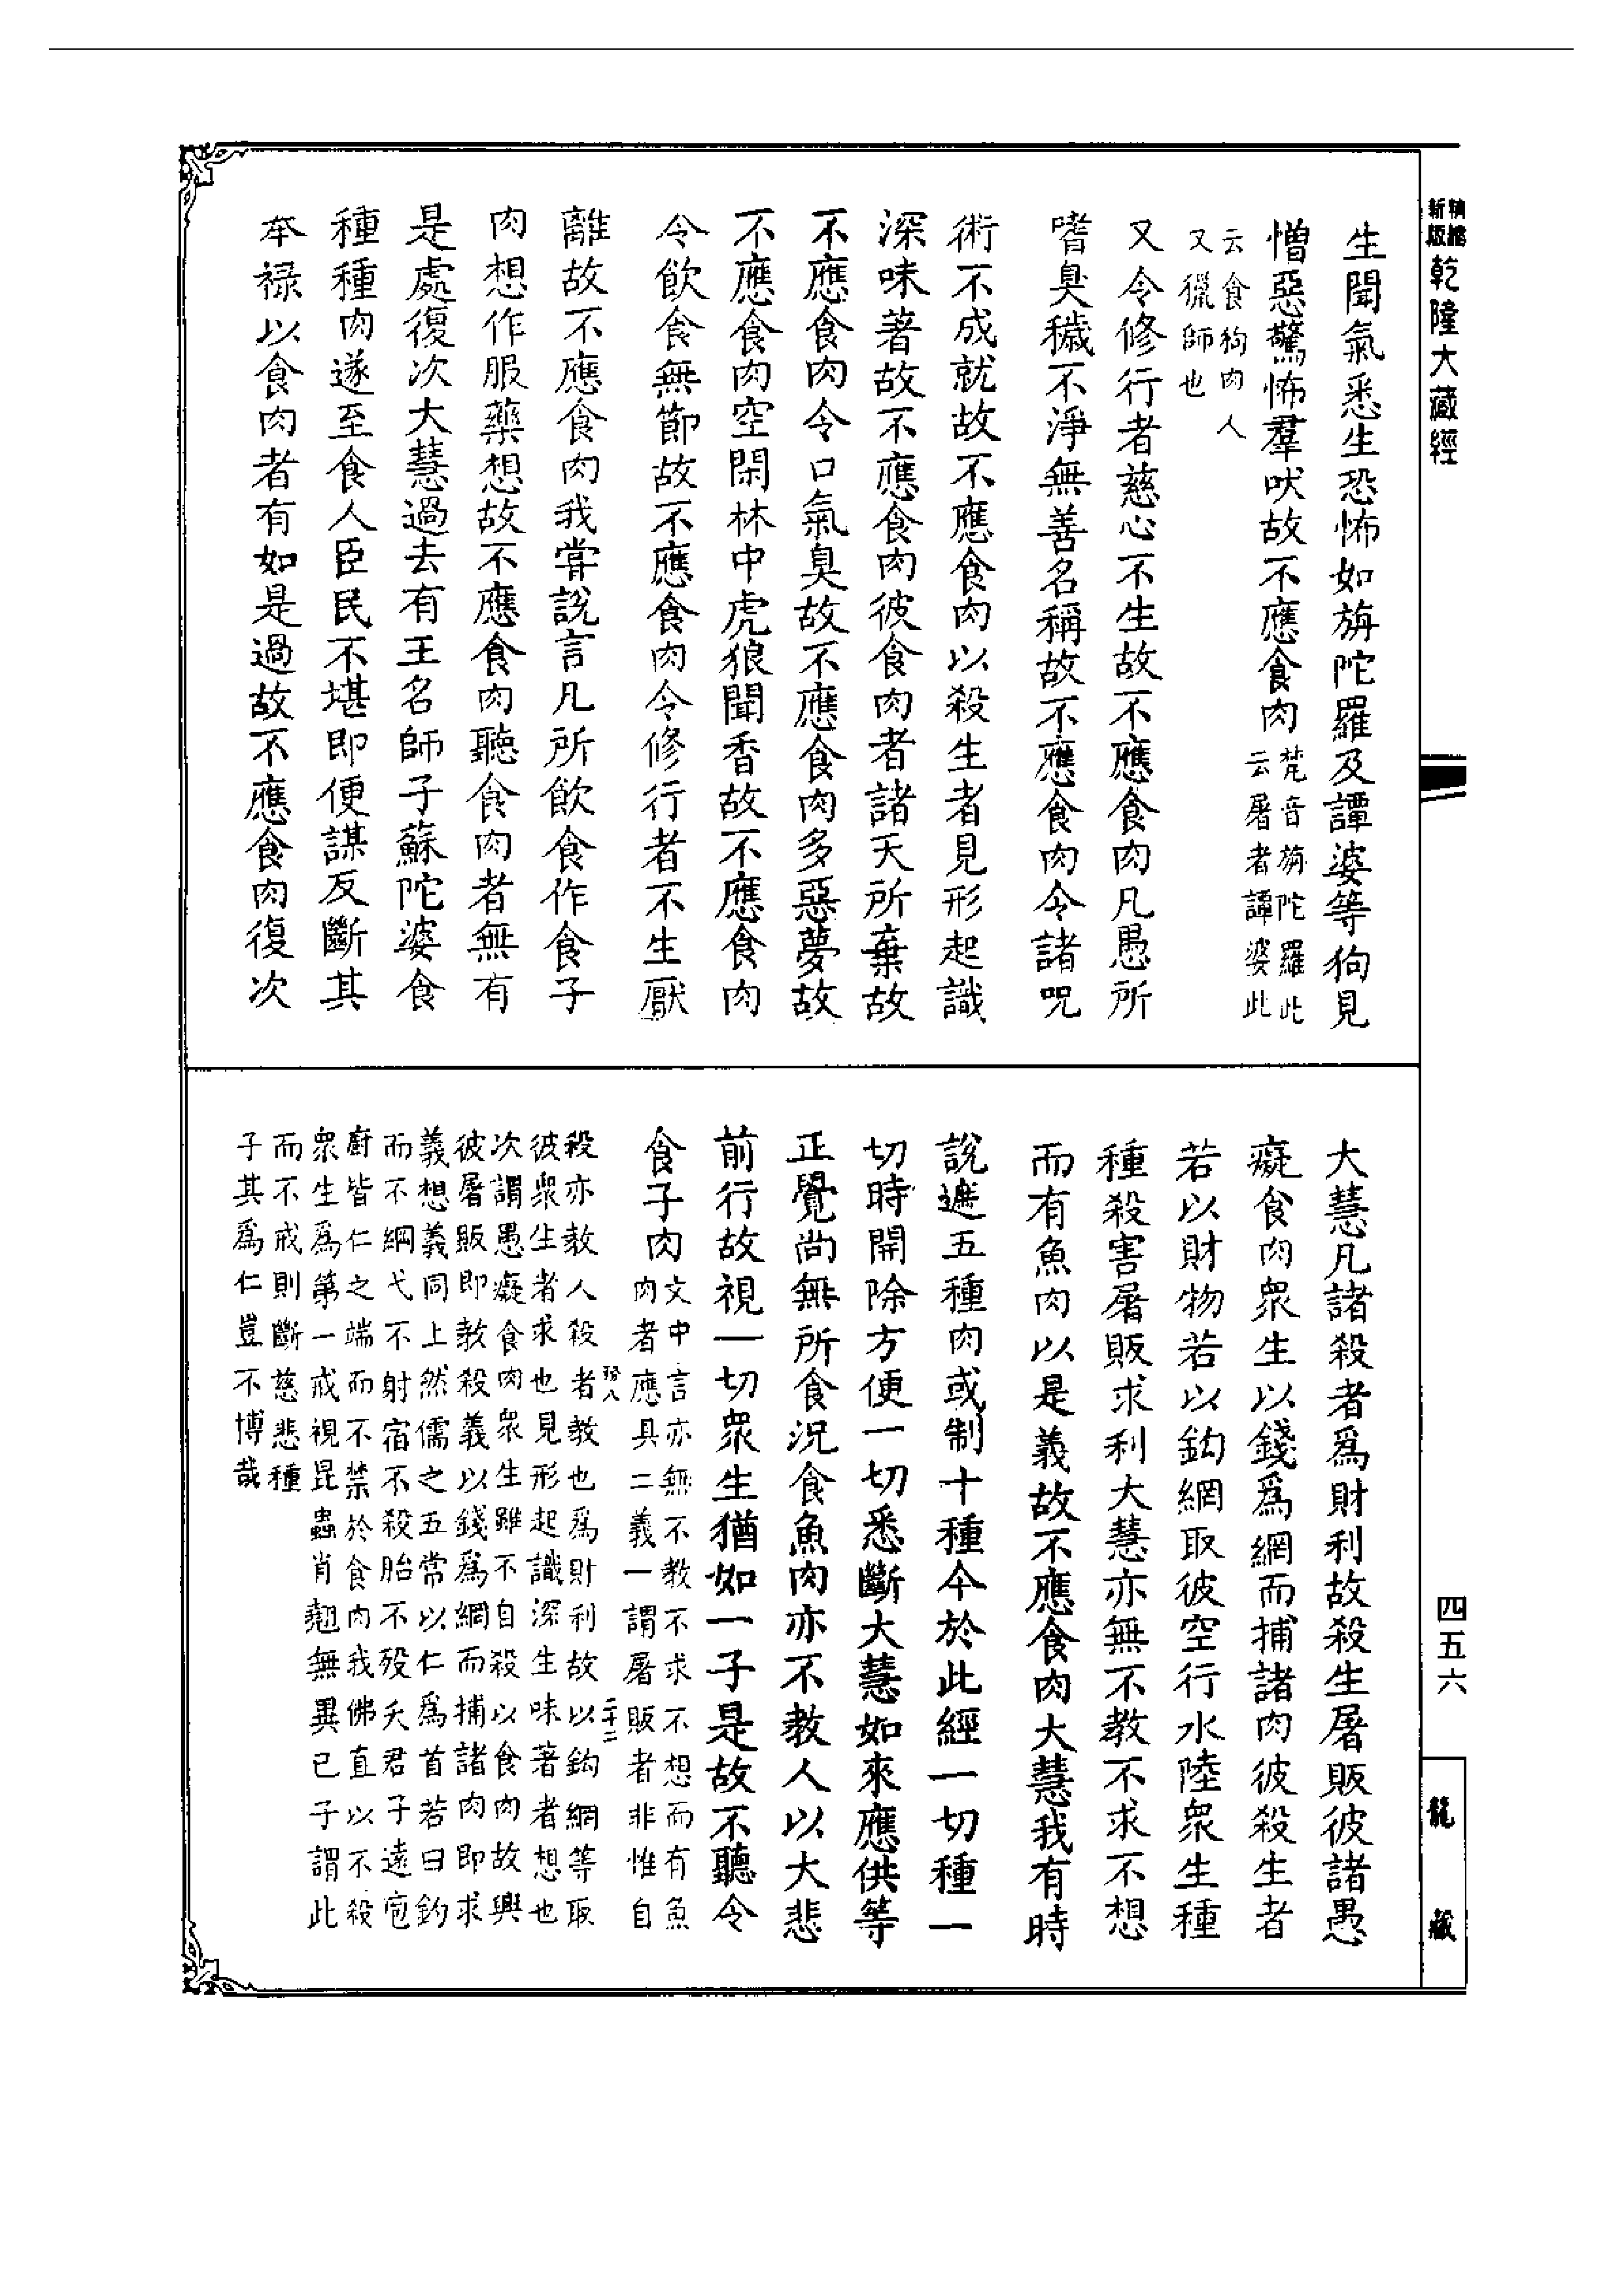 精縮
新版
乾隆大藏經
四五六
龍藏
生聞氣悉生恐怖如旃陀羅及譚婆等狗見
憎惡驚怖羣吠故不應食肉
梵音旃陀羅此
云屠者譚婆此
云食狗肉人
又獵師也
又令修行者慈心不生故不應食肉凡愚所
嗜臭穢不淨無善名稱故不應食肉令諸呪
術不成就故不應食肉以殺生者見形起識
深味著故不應食肉彼食肉者諸天所棄故
不應食肉令口氣臭故不應食肉多惡夢故
不應食肉空閑林中虎狼聞香故不應食肉
令飲食無節故不應食肉令修行者不生厭
離故不應食肉我甞說言凡所飲食作食子
肉想作服藥想故不應食肉聽食肉者無有
是處復次大慧過去有王名師子蘇陀婆食
種種肉遂至食人臣民不堪即便謀反斷其
奉祿以食肉者有如是過故不應食肉復次
大慧凡諸殺者爲財利故殺生屠販彼諸愚
癡食肉衆生以錢爲網而捕諸肉彼殺生者
若以財物若以鈎網取彼空行水陸衆生種
種殺害屠販求利大慧亦無不教不求不想
而有魚肉以是義故不應食肉大慧我有時
說遮五種肉或制十種今於此經一切種一
切時開除方便一切悉斷大慧如來應供等
正覺尚無所食況食魚肉亦不教人以大悲
前行故視一切衆生猶如一子是故不聽令
食子肉
文中言亦無不教不求不想而有魚
肉者應具二義一謂屠販者非惟自
殺亦教人殺者教也爲財利故以鈎網等取
彼衆生者求也見形起識深生味著者想也
次謂愚癡食肉衆生雖不自殺以食肉故與
彼屠販即教殺義以錢爲網而捕諸肉即求
義想義同上然儒之五常以仁爲首若曰釣
而不綱弋不射宿不殺胎不殀夭君子遠庖
廚皆仁之端而不禁於食肉我佛直以不殺
衆生爲第一戒視昆蟲肖翹無異已子謂此
而不戒則斷慈悲種
子其爲仁豈不博哉